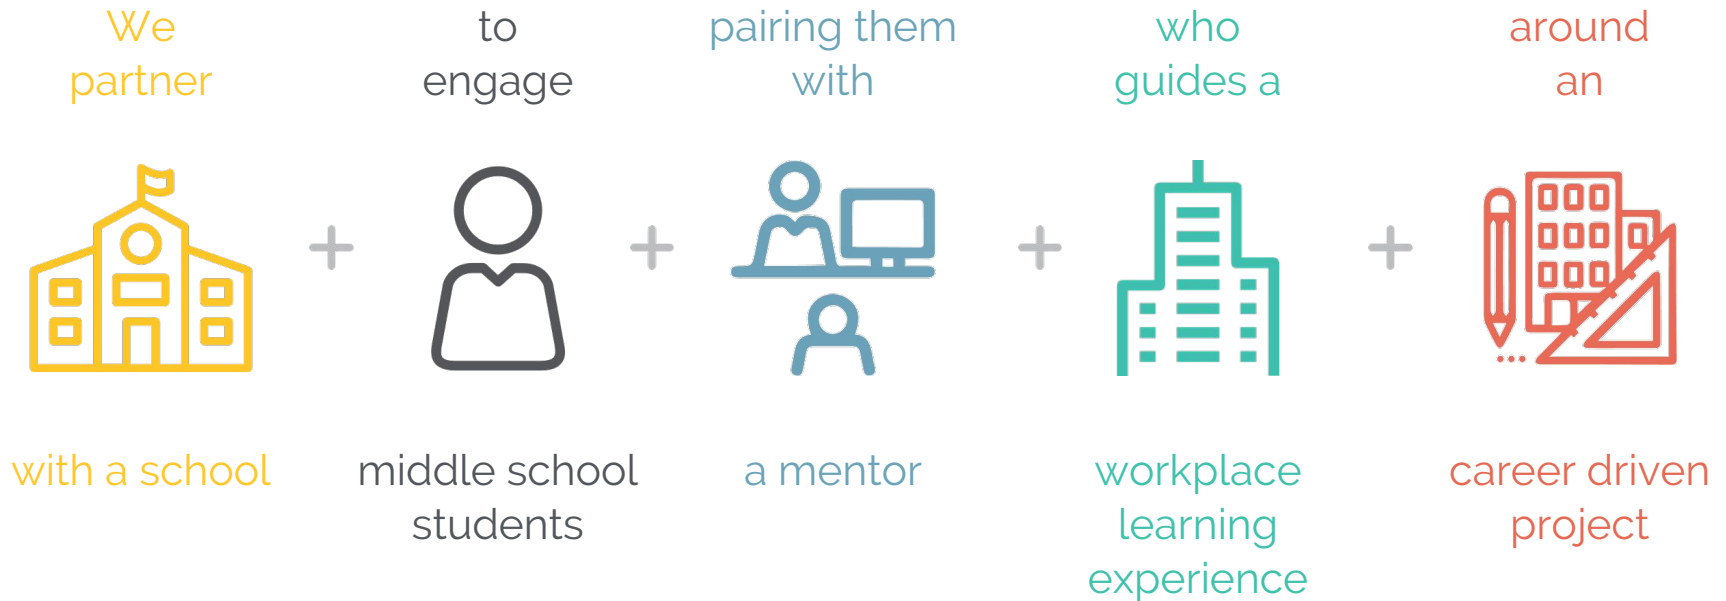 We
partner
with a school
to
engage
middle school
students
pairing them
with
a mentor
who
guides a
workplace
learning
experience
around
an
career driven
project